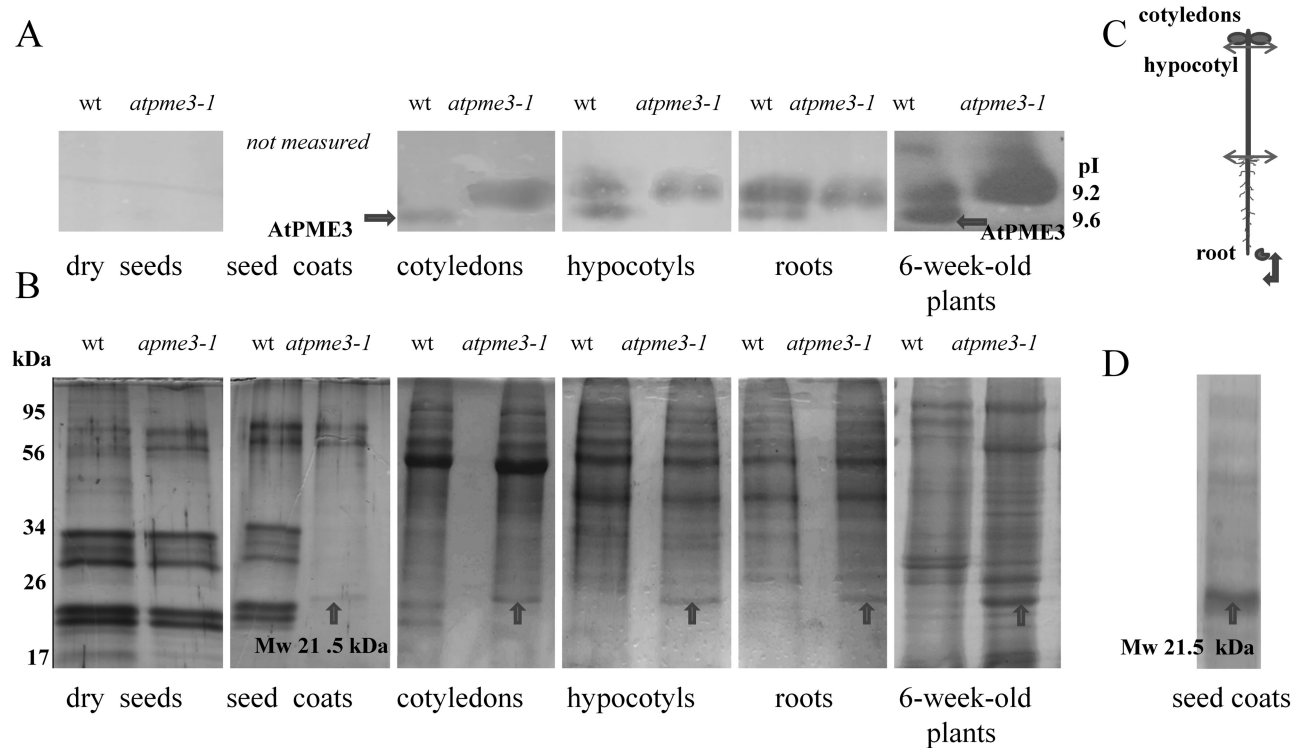 A
wt atpme3-1
not measured
AtPME3
wt atpme3-1
wt atpme3-1
wt atpme3-1
wt atpme3-1
pI
9.2
9.6
AtPME3
dry seeds
seed coats
cotyledons
hypocotyls
roots
6-week-old
plants
C
cotyledons
hypocotyl
root
B
kDa
95
56
34
26
17
wt apme3-1
wt atpme3-1
wt atpme3-1
wt atpme3-1
wt atpme3-1
wt atpme3-1
Mw 21 .5 kDa
dry seeds
seed coats
cotyledons
hypocotyls
roots
6-week-old
plants
D
Mw 21.5 kDa
seed coats